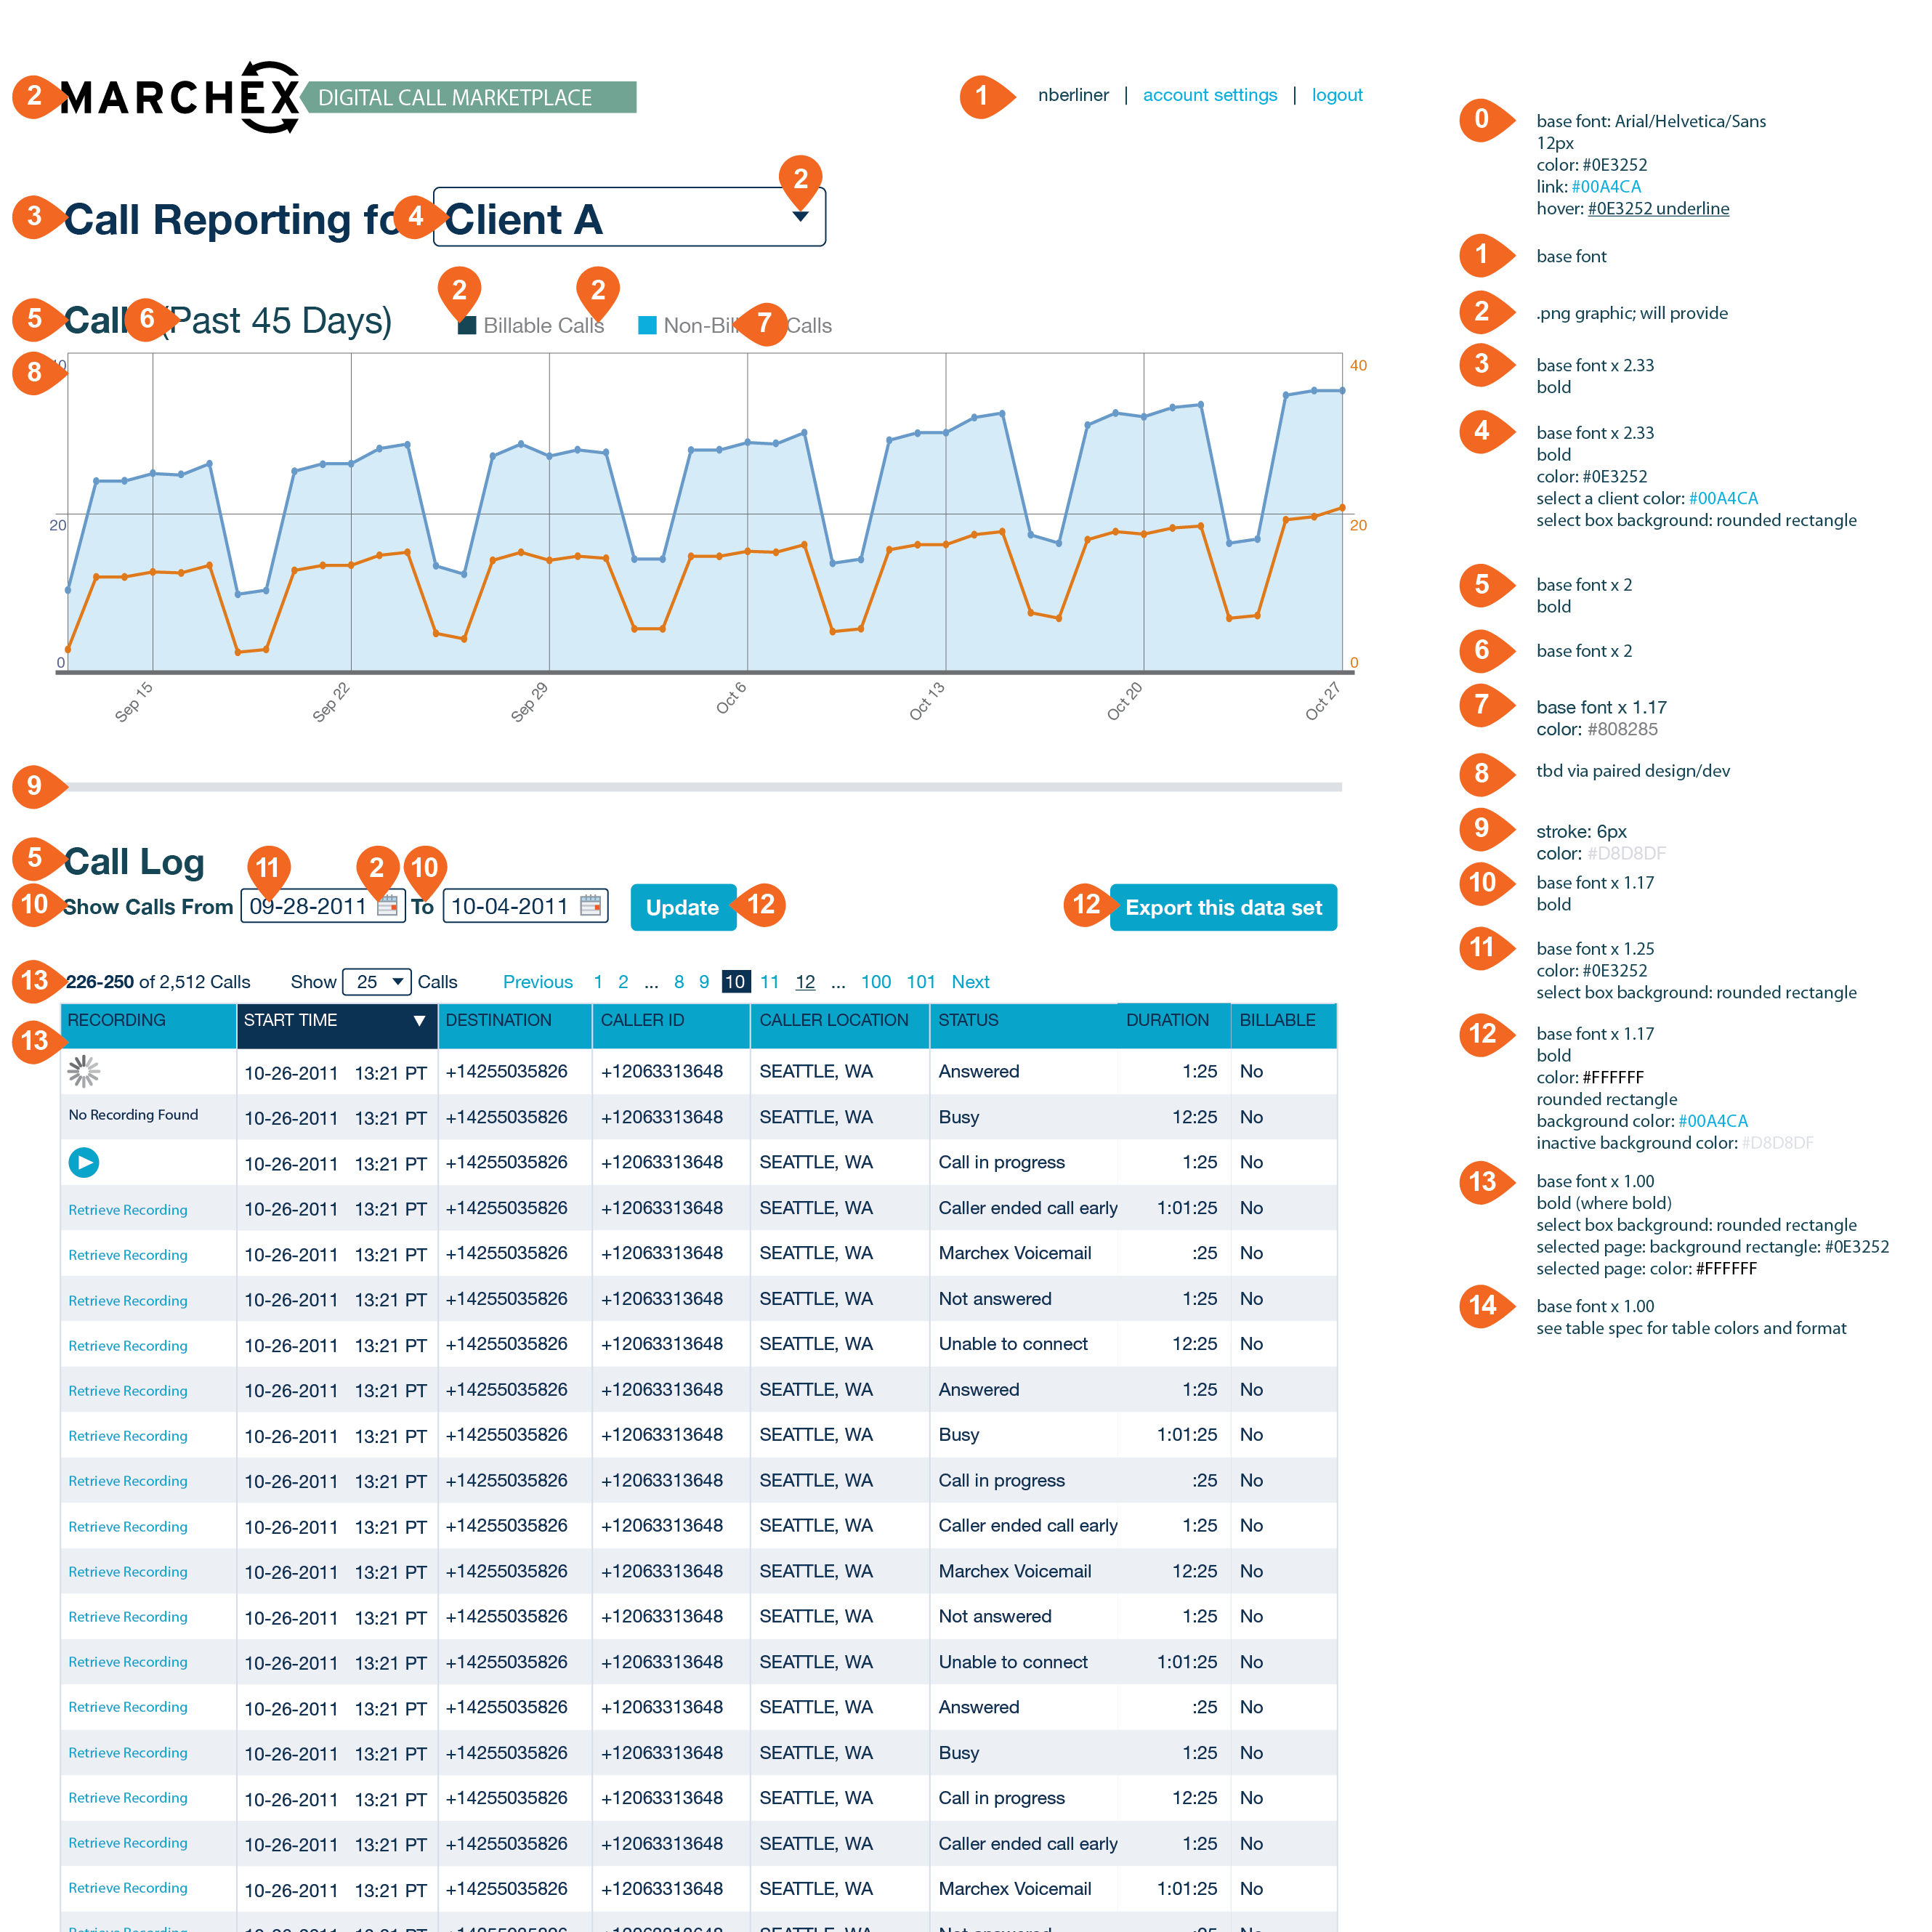 2 MARCHEX DIGITAL CALL MARKETPLACE
1 nberliner | account settings | logout
2
3 Call Reporting fo 4 Client A
2 2
5 Call 6 (Past 45 Days) Billable Calls Non-Bil 7 Calls
8 40
20 20
0 0
Sep 15 Sep 22 Sep 29 Oct 6 Oct 13 Oct 20 Oct 27
9
5 Call Log 11 2 10
10 Show Calls From 09-28-2011 To 10-04-2011 Update 12 12 Export this data set
13 226-250 of 2,512 Calls Show 25 Calls Previous 1 2 ... 8 9 10 11 12 ... 100 101 Next
RECORDING START TIME ▼ DESTINATION CALLER ID CALLER LOCATION STATUS DURATION BILLABLE
13
10-26-2011 13:21 PT +14255035826 +12063313648 SEATTLE, WA Answered 1:25 No
No Recording Found 10-26-2011 13:21 PT +14255035826 +12063313648 SEATTLE, WA Busy 12:25 No
10-26-2011 13:21 PT +14255035826 +12063313648 SEATTLE, WA Call in progress 1:25 No
Retrieve Recording 10-26-2011 13:21 PT +14255035826 +12063313648 SEATTLE, WA Caller ended call early 1:01:25 No
Retrieve Recording 10-26-2011 13:21 PT +14255035826 +12063313648 SEATTLE, WA Marchex Voicemail :25 No
Retrieve Recording 10-26-2011 13:21 PT +14255035826 +12063313648 SEATTLE, WA Not answered 1:25 No
Retrieve Recording 10-26-2011 13:21 PT +14255035826 +12063313648 SEATTLE, WA Unable to connect 12:25 No
Retrieve Recording 10-26-2011 13:21 PT +14255035826 +12063313648 SEATTLE, WA Answered 1:25 No
Retrieve Recording 10-26-2011 13:21 PT +14255035826 +12063313648 SEATTLE, WA Busy 1:01:25 No
Retrieve Recording 10-26-2011 13:21 PT +14255035826 +12063313648 SEATTLE, WA Call in progress :25 No
Retrieve Recording 10-26-2011 13:21 PT +14255035826 +12063313648 SEATTLE, WA Caller ended call early 1:25 No
Retrieve Recording 10-26-2011 13:21 PT +14255035826 +12063313648 SEATTLE, WA Marchex Voicemail 12:25 No
Retrieve Recording 10-26-2011 13:21 PT +14255035826 +12063313648 SEATTLE, WA Not answered 1:25 No
Retrieve Recording 10-26-2011 13:21 PT +14255035826 +12063313648 SEATTLE, WA Unable to connect 1:01:25 No
Retrieve Recording 10-26-2011 13:21 PT +14255035826 +12063313648 SEATTLE, WA Answered :25 No
Retrieve Recording 10-26-2011 13:21 PT +14255035826 +12063313648 SEATTLE, WA Busy 1:25 No
Retrieve Recording 10-26-2011 13:21 PT +14255035826 +12063313648 SEATTLE, WA Call in progress 12:25 No
Retrieve Recording 10-26-2011 13:21 PT +14255035826 +12063313648 SEATTLE, WA Caller ended call early 1:25 No
Retrieve Recording 10-26-2011 13:21 PT +14255035826 +12063313648 SEATTLE, WA Marchex Voicemail 1:01:25 No
0 base font: Arial/Helvetica/Sans
12px
color: #0E3252
link: #00A4CA
hover: #0E3252 underline
1 base font
2 .png graphic; will provide
3 base font x 2.33
bold
4 base font x 2.33
bold
color: #0E3252
select a client color: #00A4CA
select box background: rounded rectangle
5 base font x 2
bold
6 base font x 2
7 base font x 1.17
color: #808285
8 tbd via paired design/dev
9 stroke: 6px
color: #D8D8DF
10 base font x 1.17
bold
11 base font x 1.25
color: #0E3252
select box background: rounded rectangle
12 base font x 1.17
bold
color: #FFFFFF
rounded rectangle
background color: #00A4CA
inactive background color: #D8D8DF
13 base font x 1.00
bold (where bold)
select box background: rounded rectangle
selected page: background rectangle: #0E3252
selected page: color: #FFFFFF
14 base font x 1.00
see table spec for table colors and format